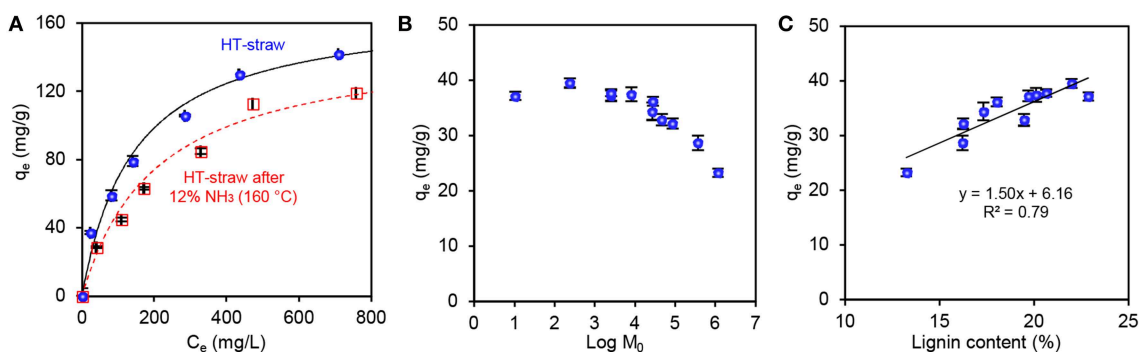 A
qe (mg/g)
160
120
80
40
0
HT-straw
HT-straw after
12% NH3 (160 °C)
0 200 400 600 800
Ce (mg/L)
B
qe (mg/g)
50
40
30
20
10
0
0 1 2 3 4 5 6 7
Log M0
C
qe (mg/g)
50
40
30
20
10
0
y = 1.50x + 6.16
R² = 0.79
10 15 20 25
Lignin content (%)